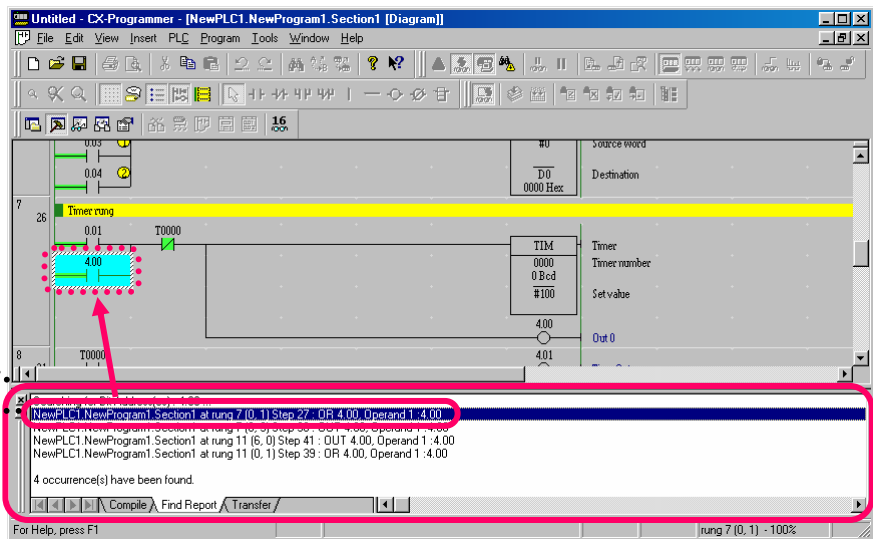 Untitled - CX-Programmer - [NewPLC1.NewProgram1.Section1 [Diagram]]
File Edit View Insert PLC Program Tools Window Help
16
0.03 1
#0 Source word
0.04 2
D0 Destination
0000 Hex
7
26
Timer rung
0.01 T0000
TIM Timer
4.00
0000 Timer number
0 Bcd
#100 Set value
4.00
Out 0
8 T0000 4.01
NewPLC1.NewProgram1.Section1 at rung 7 (0, 1) Step 27 : OR 4.00, Operand 1 :4.00
NewPLC1.NewProgram1.Section1 at rung 11 (6, 0) Step 41 : OUT 4.00, Operand 1 :4.00
NewPLC1.NewProgram1.Section1 at rung 11 (0, 1) Step 39 : OR 4.00, Operand 1 :4.00
4 occurrence(s) have been found.
Compile Find Report Transfer
For Help, press F1 rung 7 (0, 1) - 100%